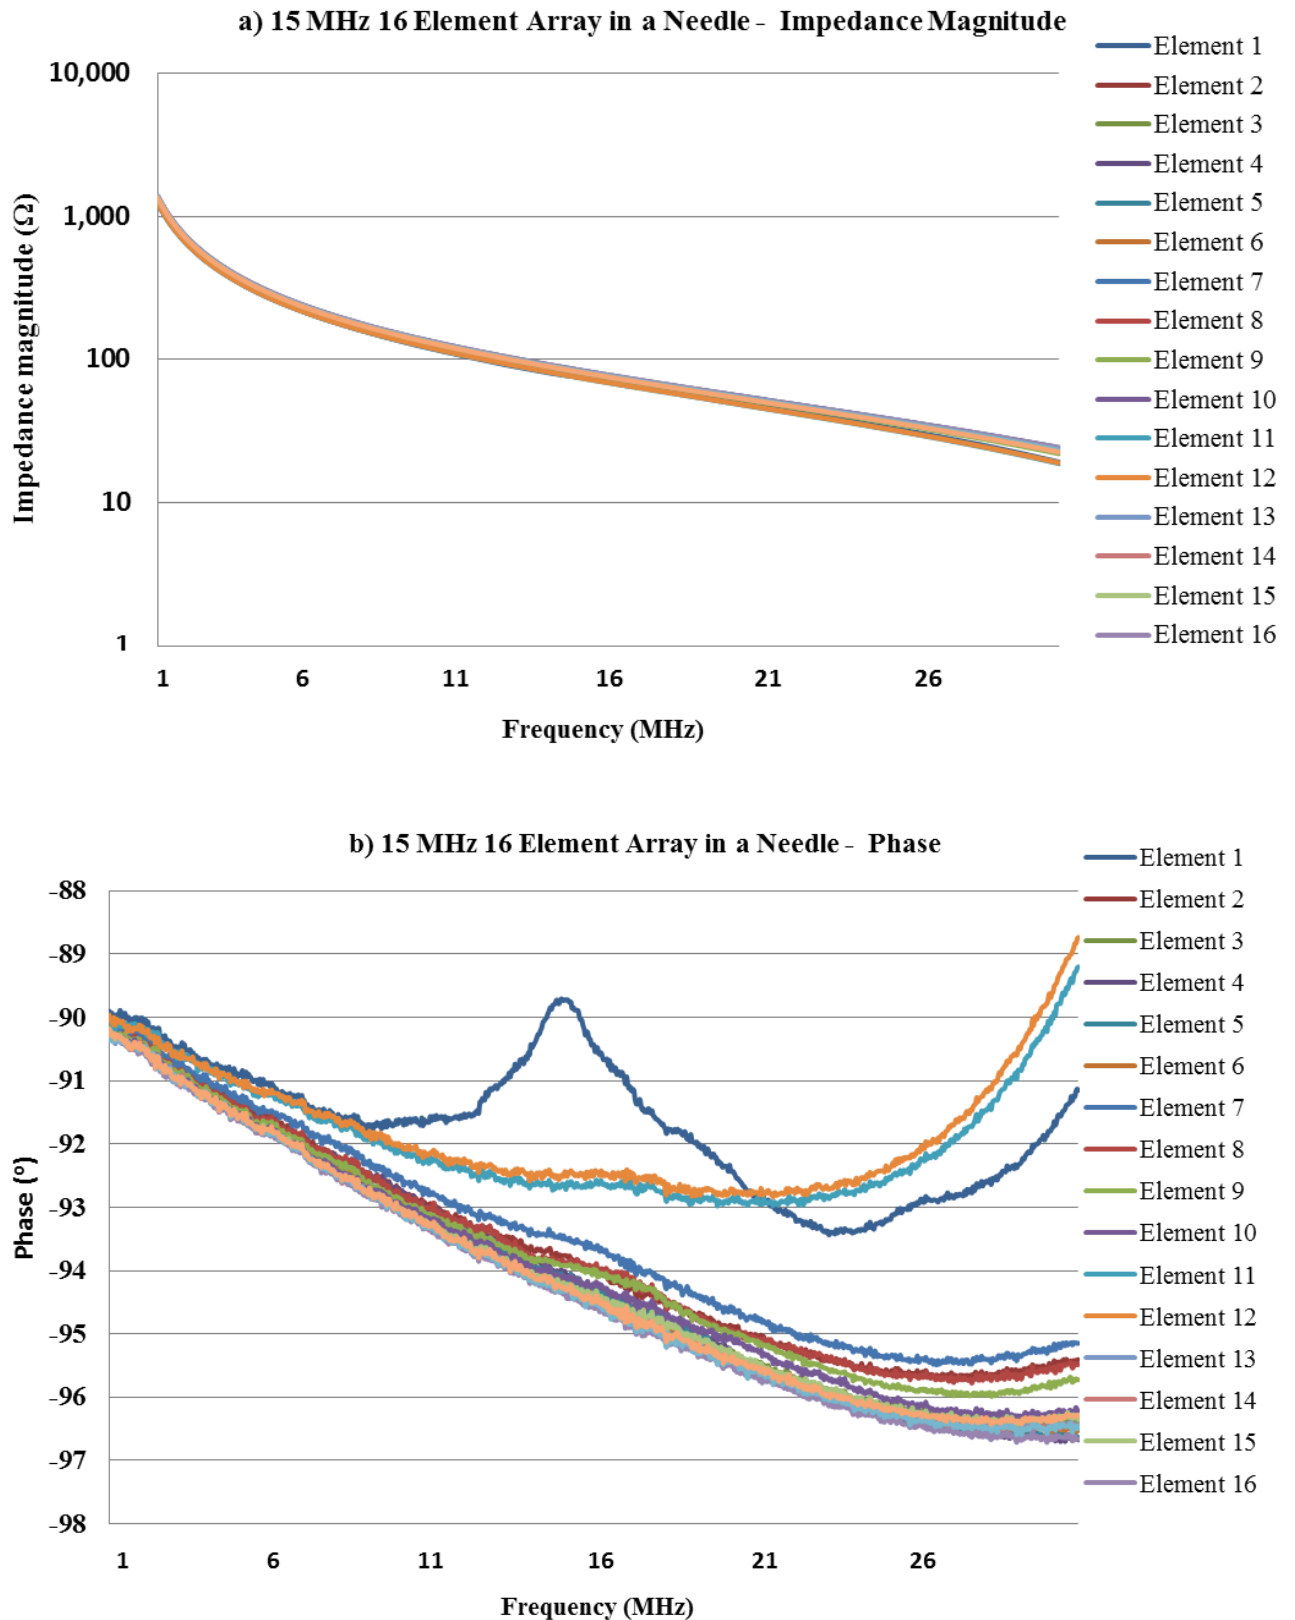 a) 15 MHz 16 Element Array in a Needle - Impedance Magnitude
10,000
1,000
100
10
1
Impedance magnitude (Ω)
1 6 11 16 21 26
Frequency (MHz)
Element 1
Element 2
Element 3
Element 4
Element 5
Element 6
Element 7
Element 8
Element 9
Element 10
Element 11
Element 12
Element 13
Element 14
Element 15
Element 16
b) 15 MHz 16 Element Array in a Needle - Phase
-88
-89
-90
-91
-92
-93
-94
-95
-96
-97
-98
Phase (º)
1 6 11 16 21 26
Frequency (MHz)
Element 1
Element 2
Element 3
Element 4
Element 5
Element 6
Element 7
Element 8
Element 9
Element 10
Element 11
Element 12
Element 13
Element 14
Element 15
Element 16